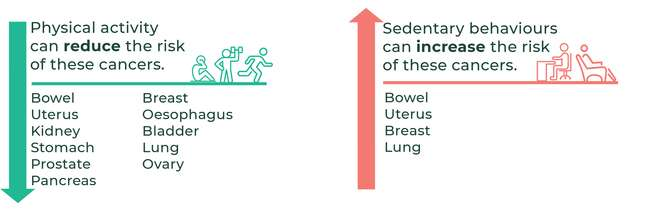 Physical activity
can reduce the risk
of these cancers.
Bowel
Uterus
Kidney
Stomach
Prostate
Pancreas
Breast
Oesophagus
Bladder
Lung
Ovary
Sedentary behaviours
can increase the risk
of these cancers.
Bowel
Uterus
Breast
Lung